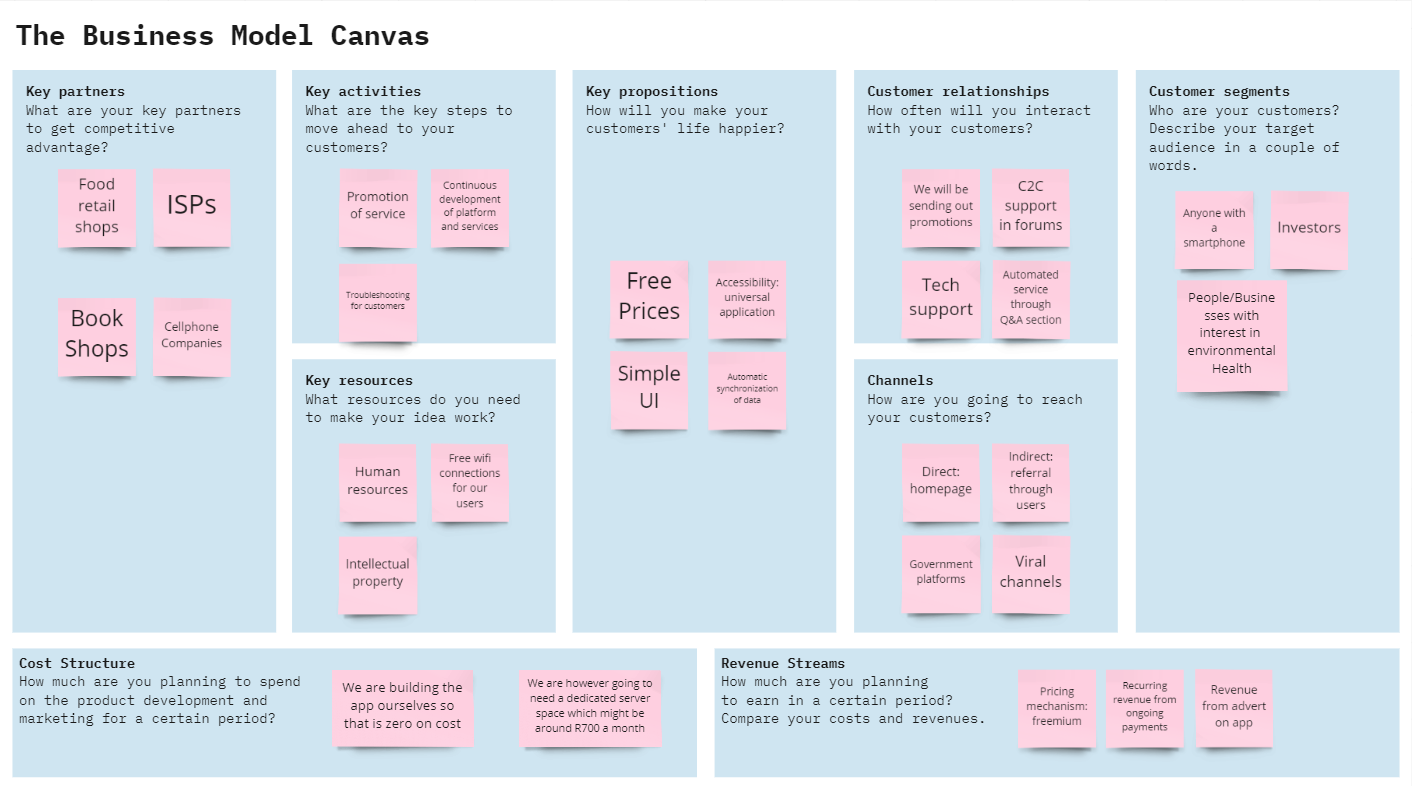 The Business Model Canvas
Key partners
What are your key partners
to get competitive
advantage?
Food
retail
shops
ISPs
Book
Shops
Cellphone
Companies
Key activities
What are the key steps to
move ahead to your
customers?
Promotion
of service
Continuous
development
of platform
and services
Troubleshooting
for customers
Key resources
What resources do you need
to make your idea work?
Human
resources
Free wifi
connections
for our
users
Intellectual
property
Key propositions
How will you make your
customers' life happier?
Free
Prices
Accessibility:
universal
application
Simple
UI
Automatic
synchronization
of data
Customer relationships
How often will you interact
with your customers?
We will be
sending out
promotions
C2C
support
in forums
Tech
support
Automated
service
through
Q&A section
Channels
How are you going to reach
your customers?
Direct:
homepage
Indirect:
referral
through
users
Government
platforms
Viral
channels
Customer segments
Who are your customers?
Describe your target
audience in a couple of
words.
Anyone with
a
smartphone
Investors
People/Busine
sses with
interest in
environmental
Health
Cost Structure
How much are you planning to spend
on the product development and
marketing for a certain period?
We are building the
app ourselves so
that is zero on cost
We are however going to
need a dedicated server
space which might be
around R700 a month
Revenue Streams
How much are you planning
to earn in a certain period?
Compare your costs and revenues.
Pricing
mechanism:
freemium
Recurring
revenue from
ongoing
payments
Revenue
from advert
on app